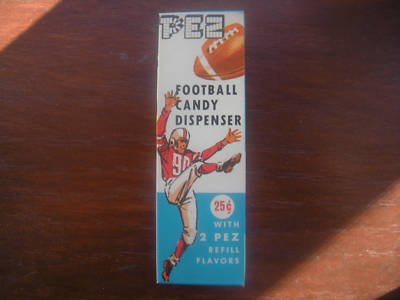 PEZ
FOOTBALL
CANDY
DISPENSER
90
25¢
WITH
2 PEZ
REFILL
FLAVORS